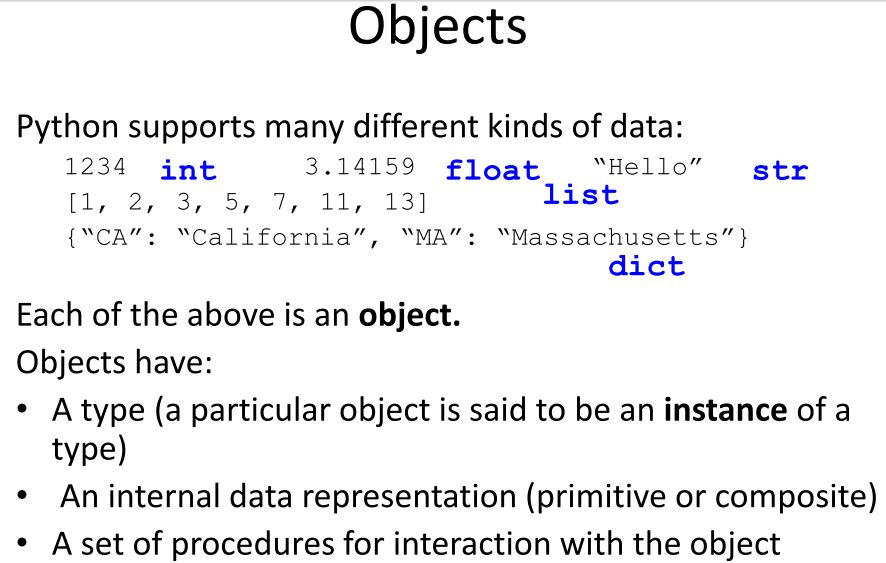 Objects
Python supports many different kinds of data:
1234 int 3.14159 float “Hello” str
[1, 2, 3, 5, 7, 11, 13] list
{“CA”: “California”, “MA”: “Massachusetts”}
dict
Each of the above is an object.
Objects have:
• A type (a particular object is said to be an instance of a
type)
• An internal data representation (primitive or composite)
• A set of procedures for interaction with the object